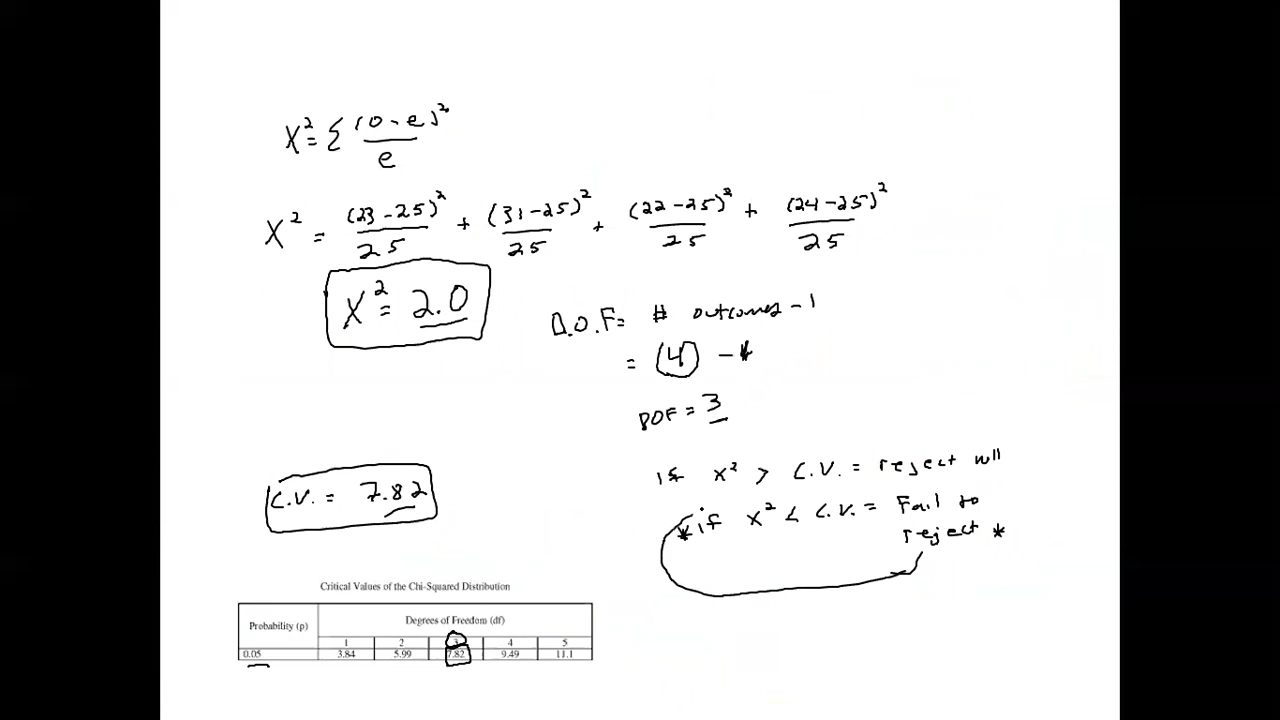 X² = Σ (o - e)² / e
X² = (23 - 25)² / 25 + (31 - 25)² / 25 + (22 - 25)² / 25 + (24 - 25)² / 25
X² = 2.0
D.O.F = # outcomes - 1
= 4 - 1
DOF = 3
If X² > C.V. = reject null
C.V. = 7.82
* if X² < C.V. = Fail to
reject *
Critical Values of the Chi-Squared Distribution
Probability (p) Degrees of Freedom (df)
1 2 3 4 5
0.05 3.84 5.99 7.82 9.49 11.1